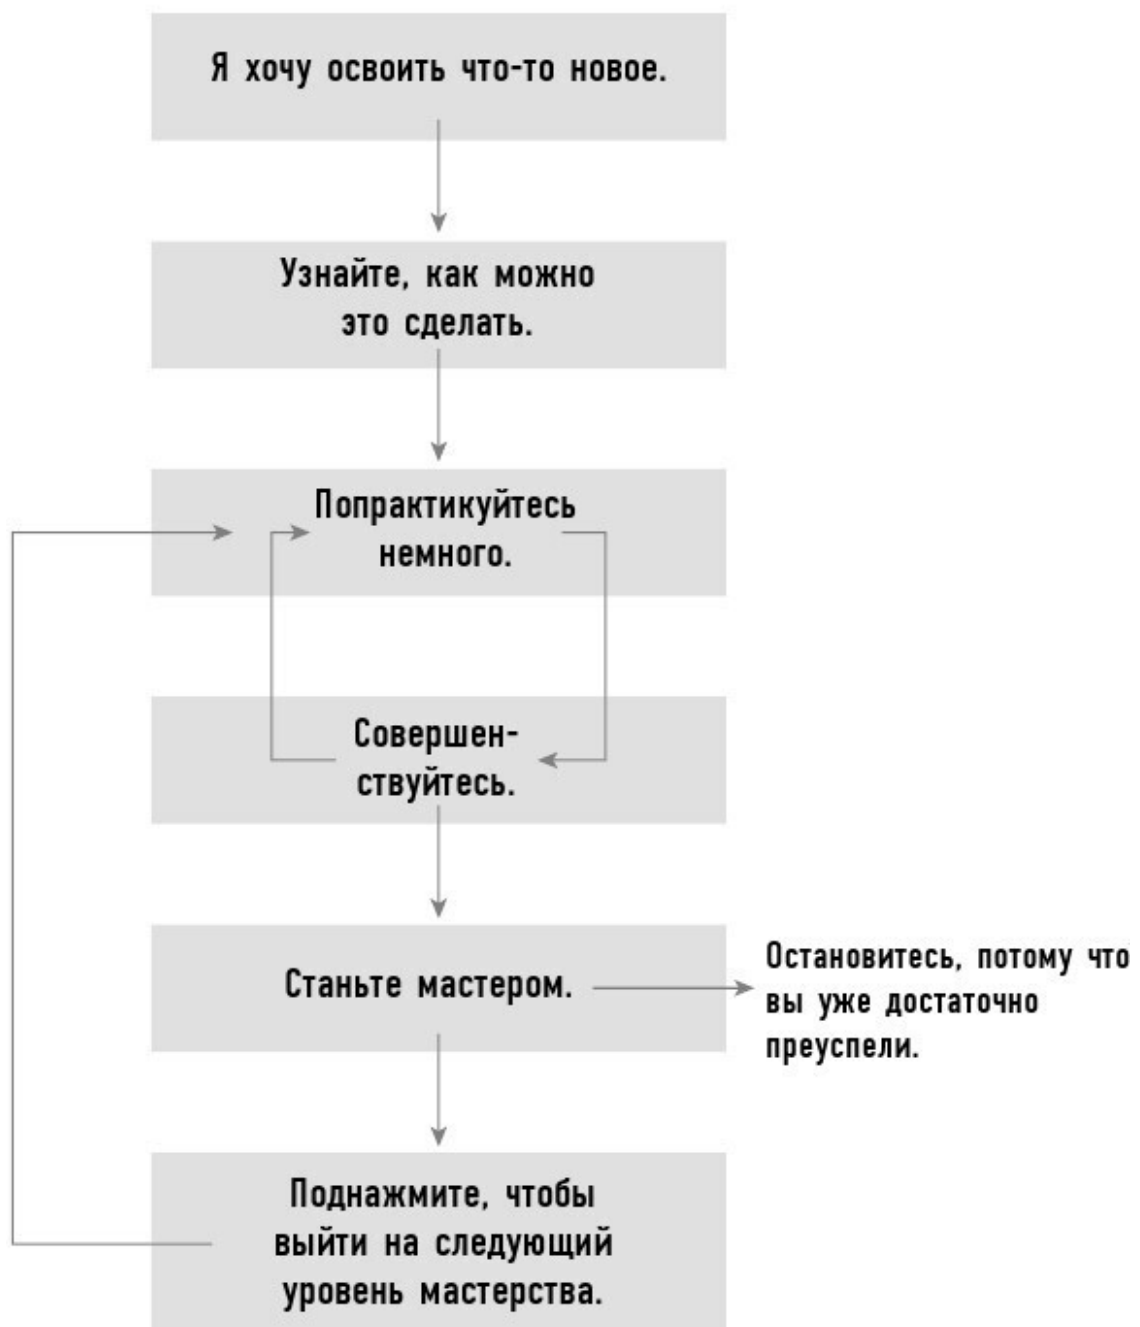 Я хочу освоить что-то новое.
Узнайте, как можно
это сделать.
Попрактикуйтесь
немного.
Совершен-
ствуйтесь.
Станьте мастером.
Остановитесь, потому что
вы уже достаточно
преуспели.
Поднажмите, чтобы
выйти на следующий
уровень мастерства.